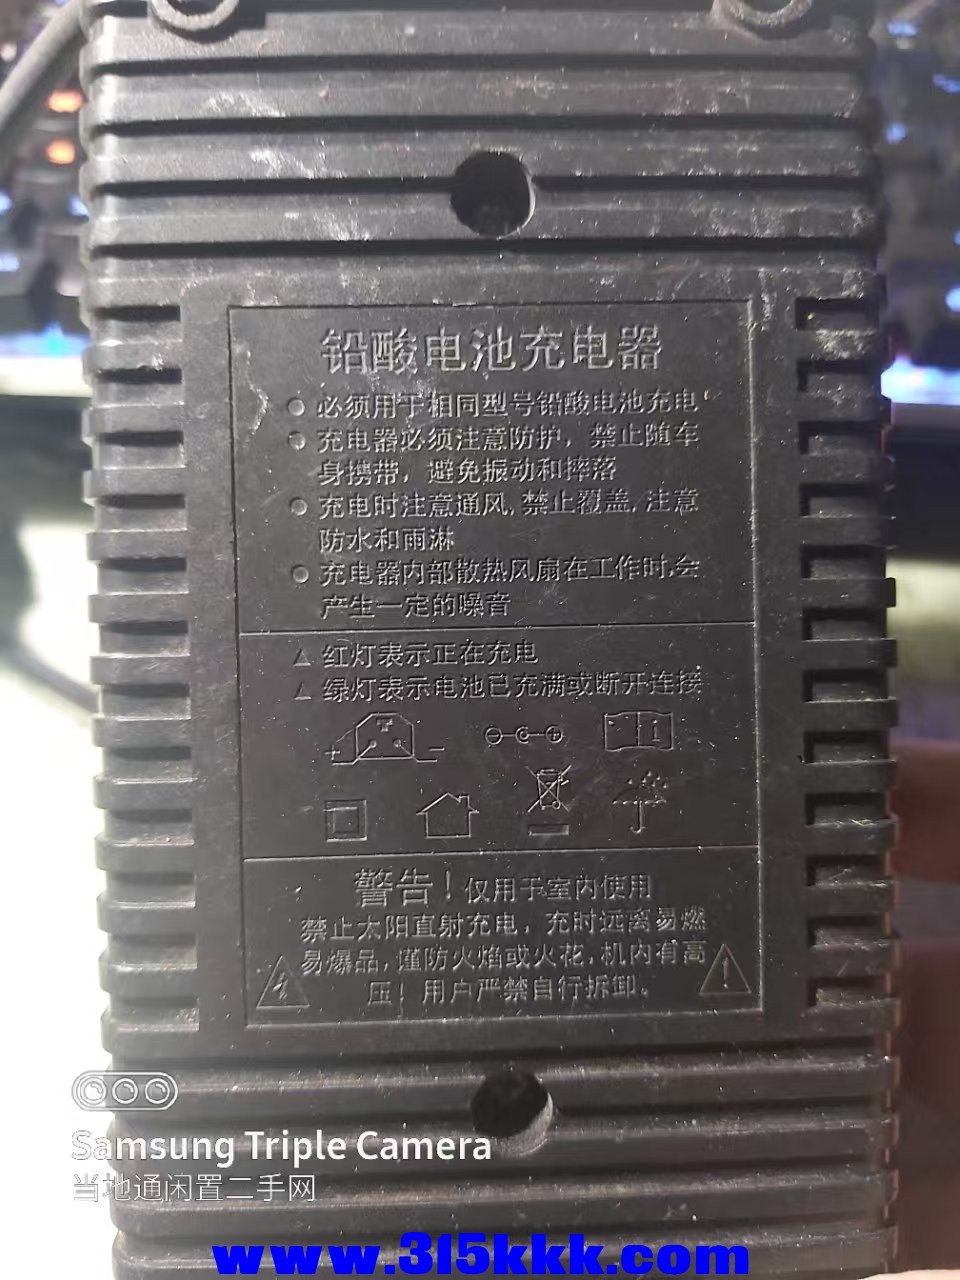 铅酸电池充电器
必须用于相同型号铅酸电池充电
充电器必须注意防护，禁止随车
身携带，避免振动和摔落
充电时注意通风,禁止覆盖,注意
防水和雨淋
充电器内部散热风扇在工作时,会
产生一定的噪音
红灯表示正在充电
绿灯表示电池已充满或断开连接
T
i
警告！仅用于室内使用
禁止太阳直射充电，充时远离易燃
易爆品,谨防火焰或火花,机内有高
压！用户严禁自行拆卸。
Samsung Triple Camera
当地通闲置二手网
www.315kkk.com